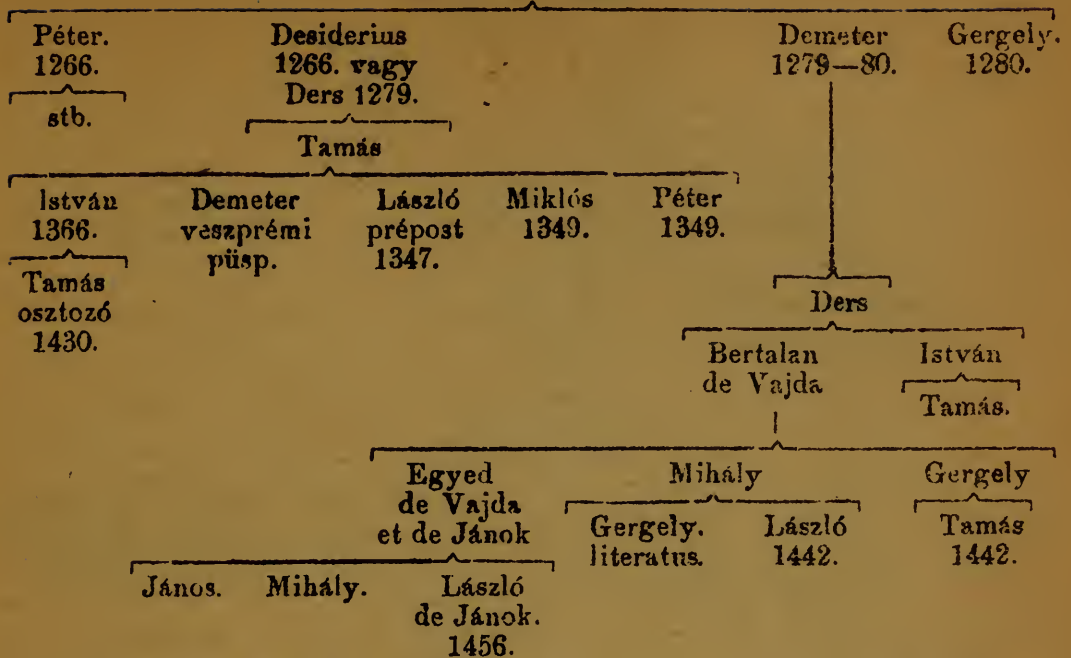 Péter. Desiderius Demeter Gergely.
1266. 1266. vagy 1279—80. 1280.
Ders 1279.
stb.
Tamás
István Demeter László Miklós Péter
1366. veszprémi prépost 1349. 1349.
püsp. 1347.
Tamás
osztozó
1430.
Ders
Bertalan István
de Vajda
Tamás.
Egyed Mihály Gergely
de Vajda
et de Jánok Gergely. László Tamás
literatus. 1442. 1442.
János. Mihály. László
de Jánok.
1456.